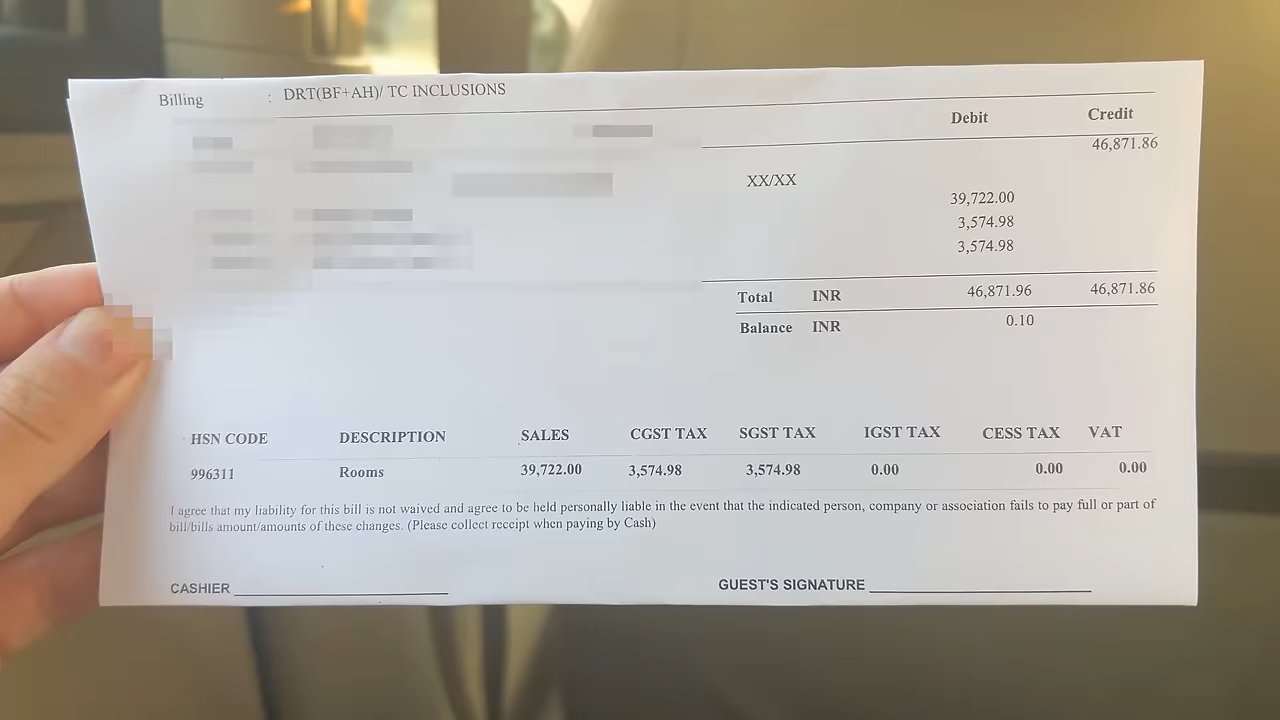 Billing : DRT(BF+AH)/ TC INCLUSIONS
Debit Credit
46,871.86
XX/XX
39,722.00
3,574.98
3,574.98
Total INR 46,871.96 46,871.86
Balance INR 0.10
HSN CODE DESCRIPTION SALES CGST TAX SGST TAX IGST TAX CESS TAX VAT
996311 Rooms 39,722.00 3,574.98 3,574.98 0.00 0.00 0.00
I agree that my liability for this bill is not waived and agree to be held personally liable in the event that the indicated person, company or association fails to pay full or part of
bill/bills amount/amounts of these changes. (Please collect receipt when paying by Cash)
CASHIER GUEST'S SIGNATURE